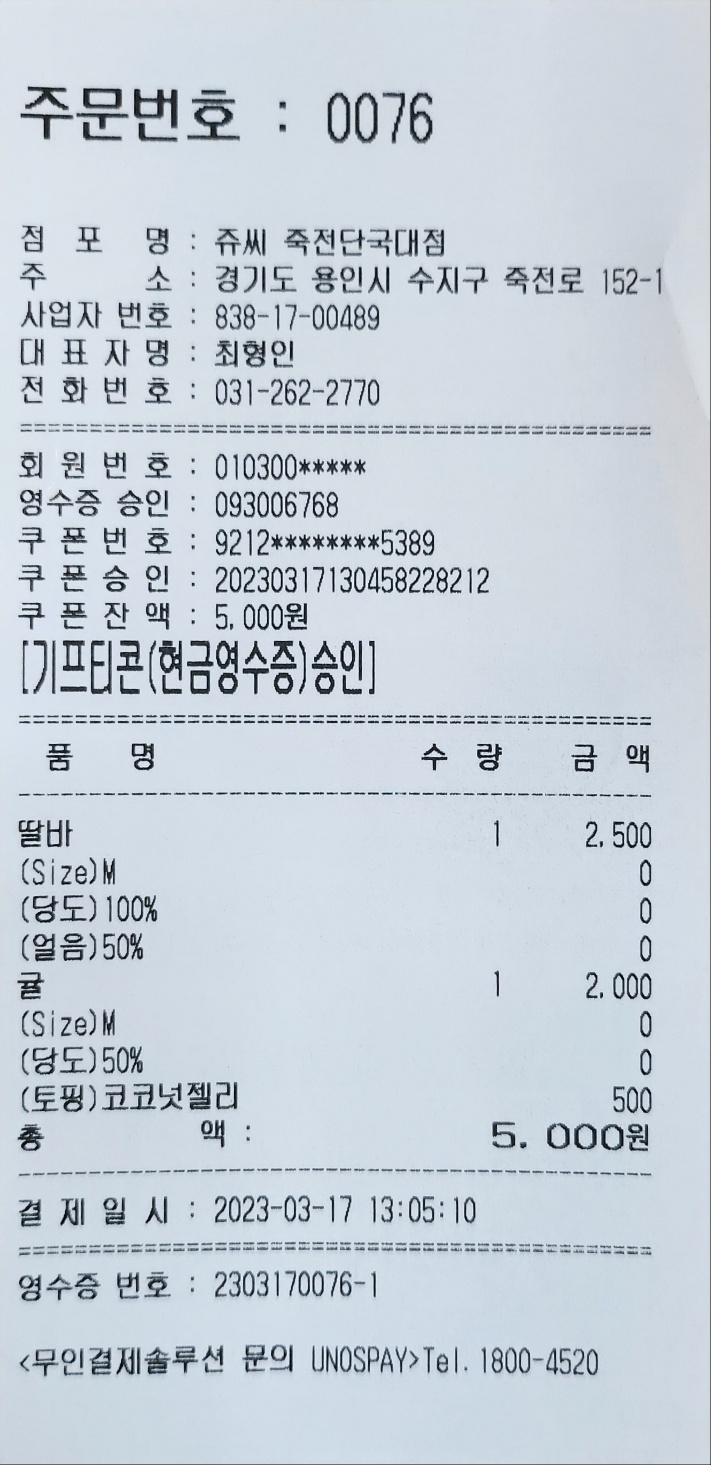 주문번호 : 0076
점 포 명 : 쥬씨 죽전단국대점
주 소 : 경기도 용인시 수지구 죽전로 152-1
사업자 번호 : 838-17-00489
대 표 자 명 : 최형인
전 화 번 호 : 031-262-2770
================================================
회 원 번 호 : 010300*****
영수증 승인 : 093006768
쿠 폰 번 호 : 9212********5389
쿠 폰 승 인 : 20230317130458228212
쿠 폰 잔 액 : 5,000원
[기프티콘(현금영수증)승인]
================================================
품 명 수 량 금 액
------------------------------------------------
딸바 1 2,500
(Size)M 0
(당도)100% 0
(얼음)50% 0
귤 1 2,000
(Size)M 0
(당도)50% 0
(토핑)코코넛젤리 500
총 액 : 5,000원
------------------------------------------------
결 제 일 시 : 2023-03-17 13:05:10
================================================
영수증 번호 : 2303170076-1
<무인결제솔루션 문의 UNOSPAY>Tel.1800-4520